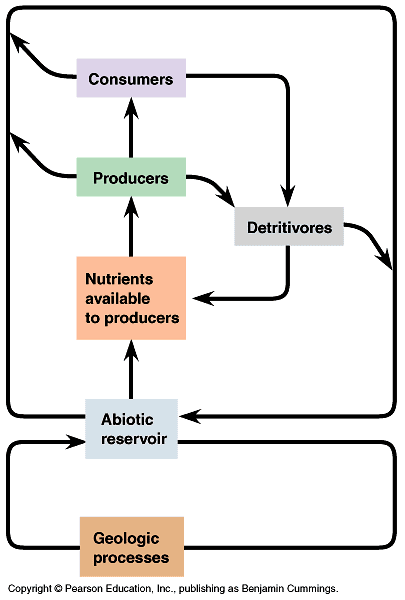 Consumers
Producers
Detritivores
Nutrients
available
to producers
Abiotic
reservoir
Geologic
processes
Copyright © Pearson Education, Inc., publishing as Benjamin Cummings.